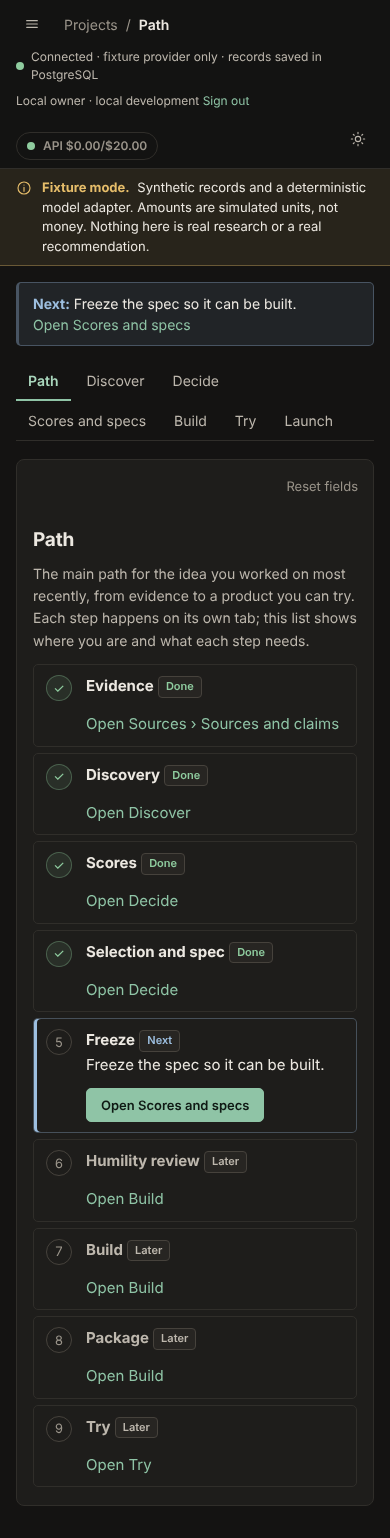 Projects / Path
Connected · fixture provider only · records saved in
PostgreSQL
Local owner · local development Sign out
API $0.00/$20.00
Fixture mode. Synthetic records and a deterministic
model adapter. Amounts are simulated units, not
money. Nothing here is real research or a real
recommendation.
Next: Freeze the spec so it can be built.
Open Scores and specs
Path Discover Decide
Scores and specs Build Try Launch
Reset fields
Path
The main path for the idea you worked on most
recently, from evidence to a product you can try.
Each step happens on its own tab; this list shows
where you are and what each step needs.
Evidence Done
Open Sources › Sources and claims
Discovery Done
Open Discover
Scores Done
Open Decide
Selection and spec Done
Open Decide
5 Freeze Next
Freeze the spec so it can be built.
Open Scores and specs
6 Humility review Later
Open Build
7 Build Later
Open Build
8 Package Later
Open Build
9 Try Later
Open Try